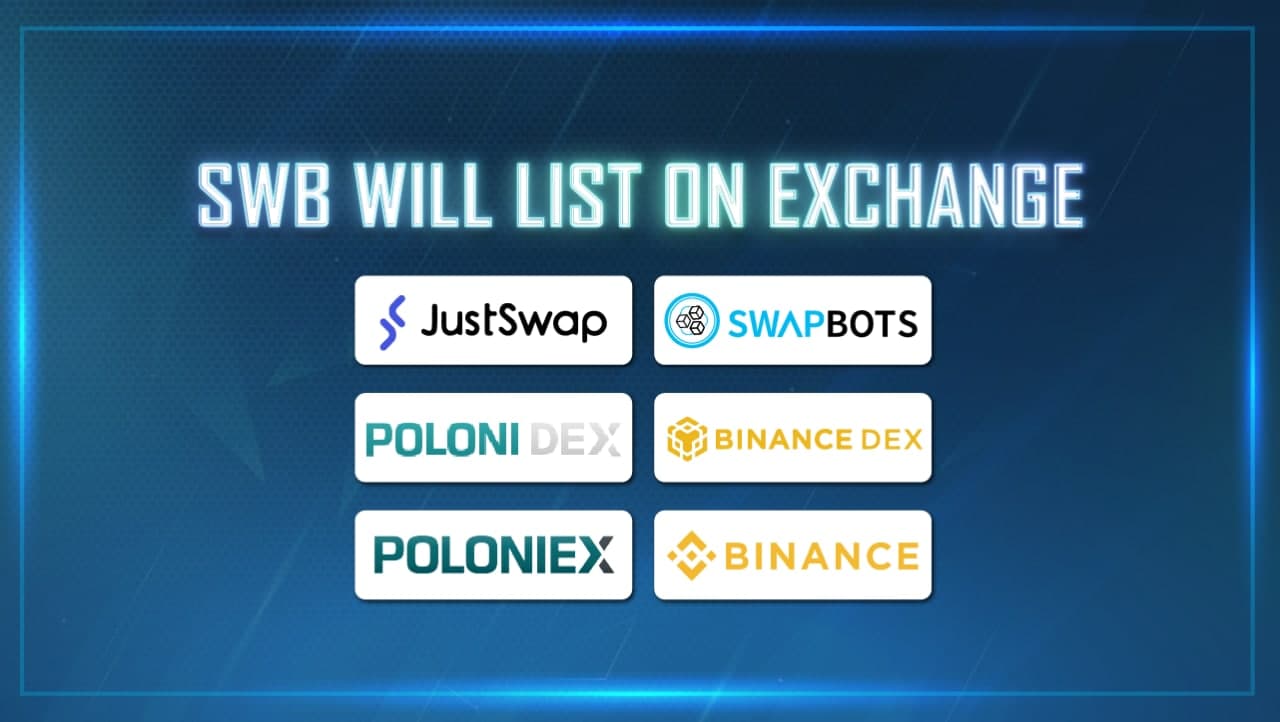 SWB WILL LIST ON EXCHANGE
JustSwap
SWAPBOTS
POLONI DEX
BINANCE DEX
POLONIEX
BINANCE